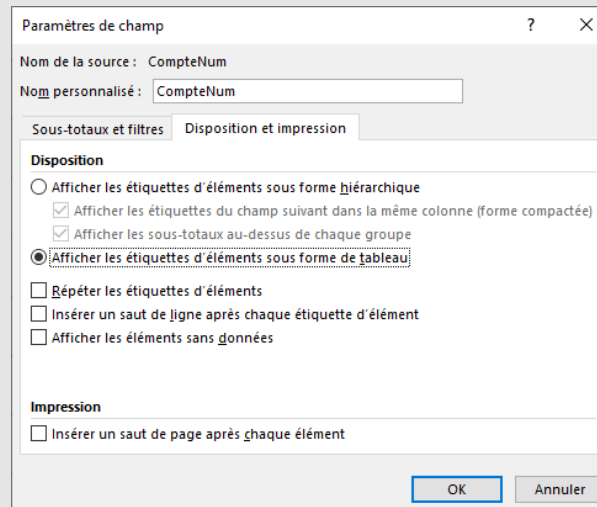 Paramètres de champ ? ×
Nom de la source : CompteNum
Nom personnalisé : CompteNum
Sous-totaux et filtres Disposition et impression
Disposition
Afficher les étiquettes d'éléments sous forme hiérarchique
Afficher les étiquettes du champ suivant dans la même colonne (forme compactée)
Afficher les sous-totaux au-dessus de chaque groupe
Afficher les étiquettes d'éléments sous forme de tableau
Répéter les étiquettes d'éléments
Insérer un saut de ligne après chaque étiquette d'élément
Afficher les éléments sans données
Impression
Insérer un saut de page après chaque élément
OK Annuler